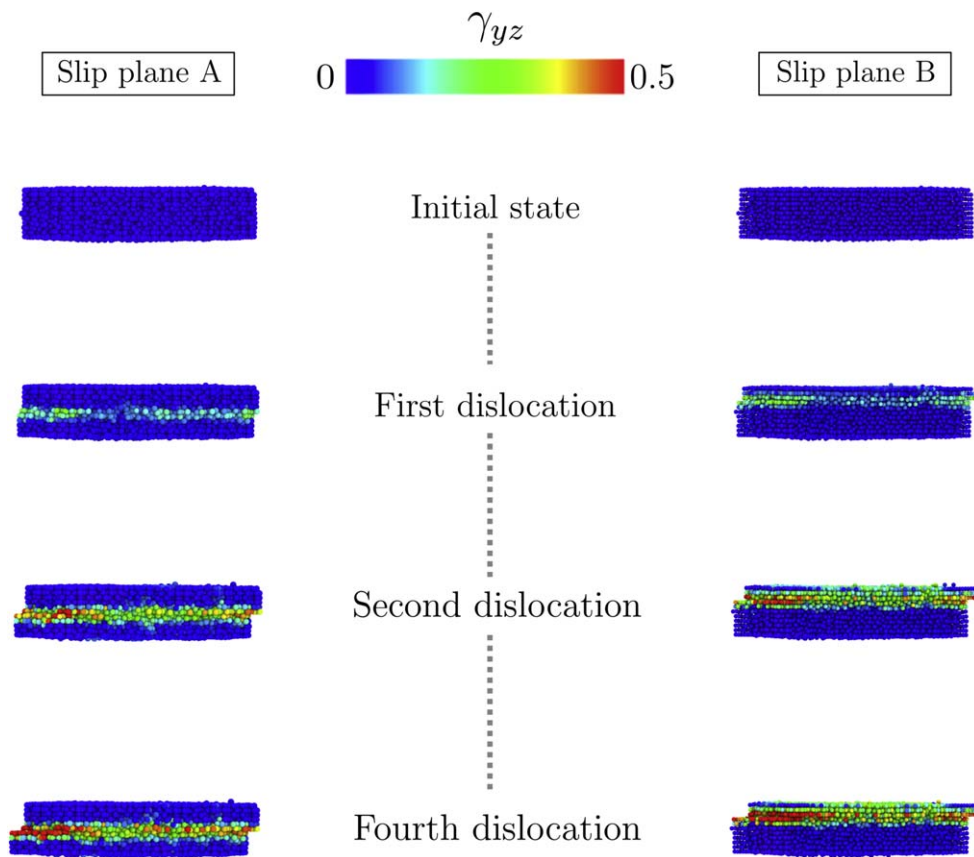 γyz
Slip plane A
0
0.5
Slip plane B
Initial state
First dislocation
Second dislocation
Fourth dislocation